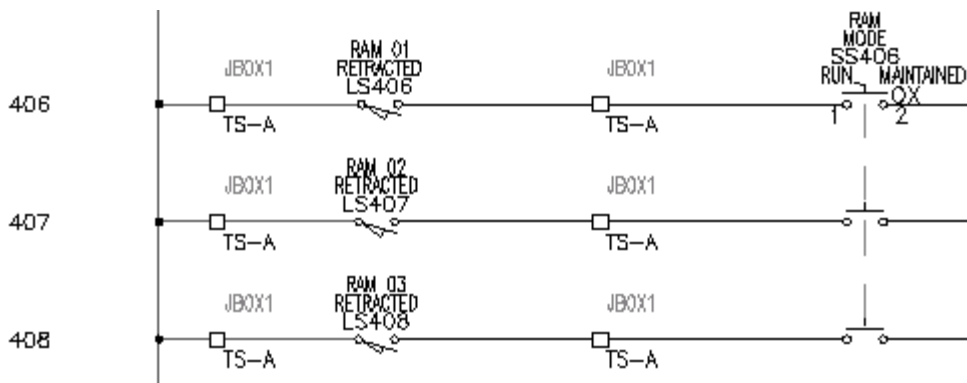 RAM
MODE
SS406
RUN MAINTAINED
OX
1 2
RAM 01
RETRACTED
LS406
JBOX1
JBOX1
406
TS-A
TS-A
RAM 02
RETRACTED
LS407
JBOX1
JBOX1
407
TS-A
TS-A
RAM 03
RETRACTED
LS408
JBOX1
JBOX1
408
TS-A
TS-A